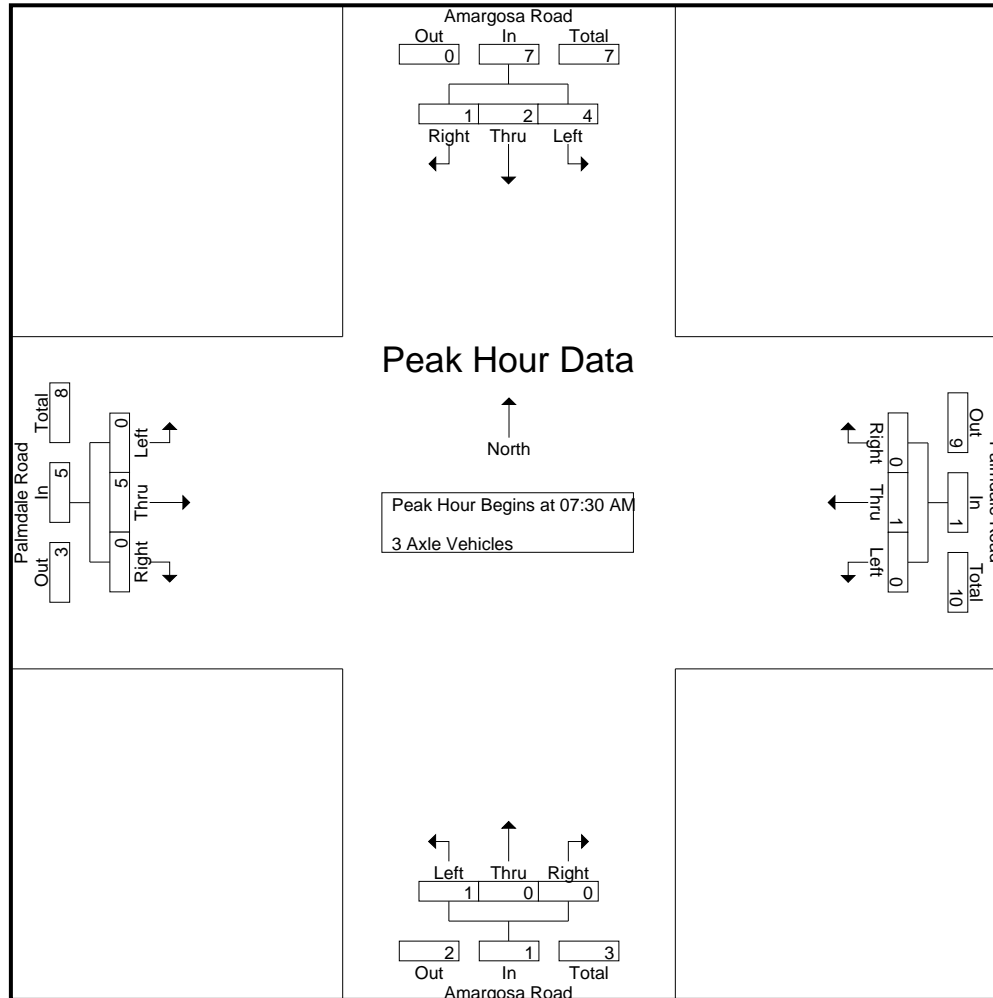 Amargosa Road
Out In Total
0 7 7
1 2 4
Right Thru Left
Peak Hour Data
North
Peak Hour Begins at 07:30 AM
3 Axle Vehicles
Palmdale Road
Out In Total
3 5 8
0 5 0
Left Thru Right
Out In Total
9 1 10
0 1 0
Right Thru Left
Left Thru Right
1 0 0
2 1 3
Out In Total
Amargosa Road